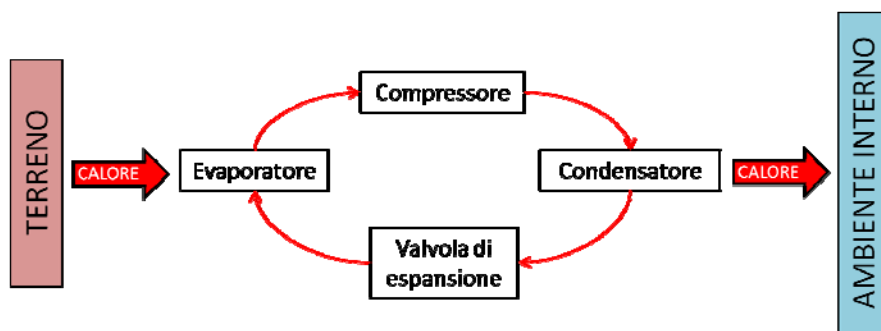 TERRENO
CALORE
Evaporatore
Compressore
Condensatore
Valvola di
espansione
CALORE
AMBIENTE INTERNO